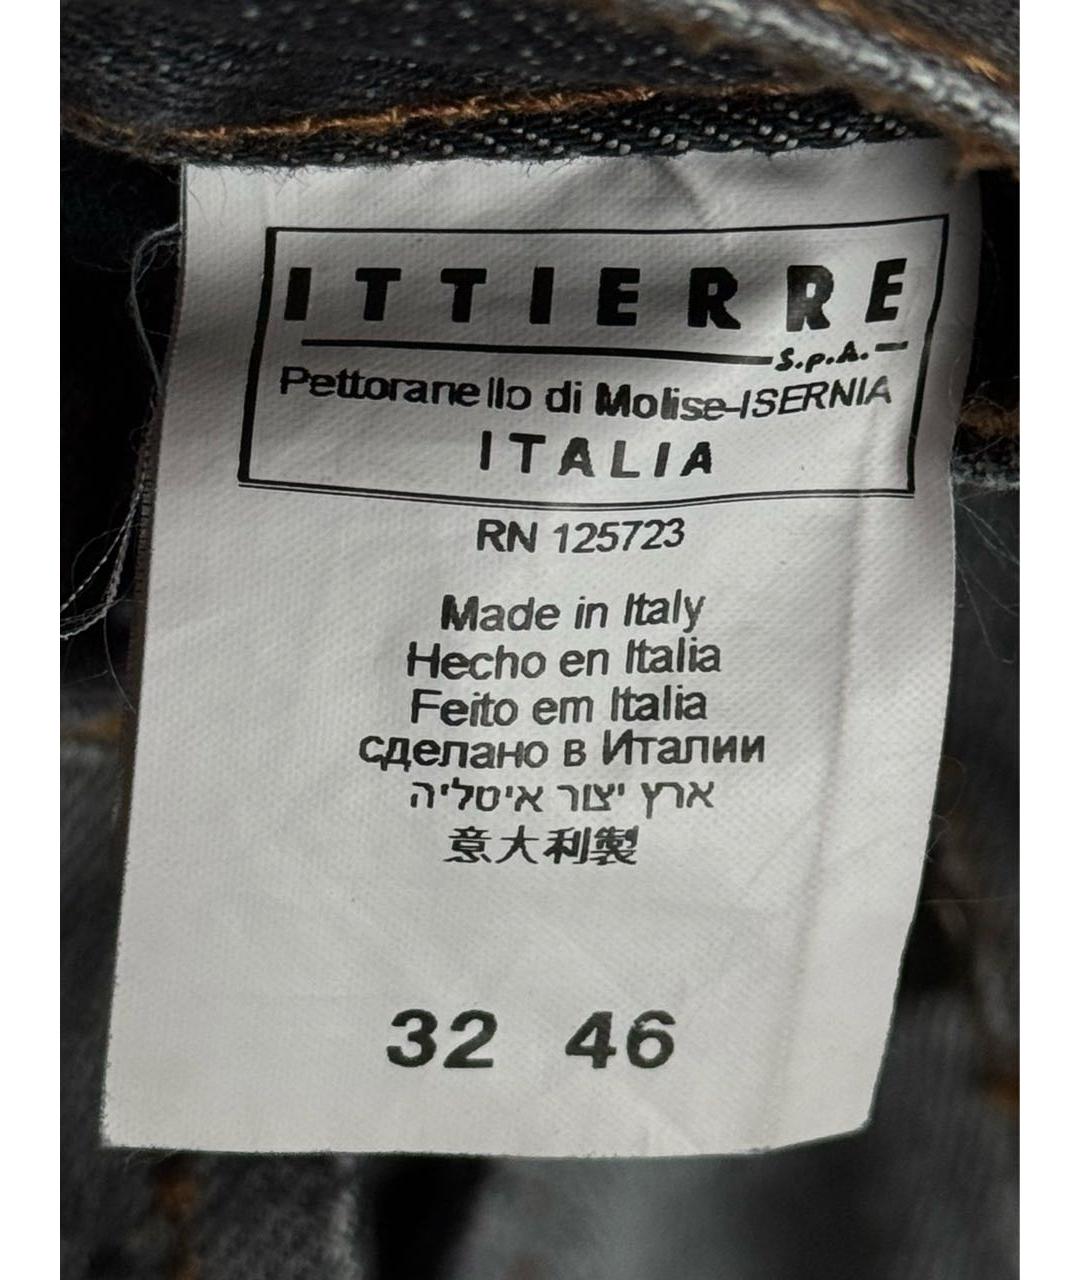 ITTIERRE
S.p.A.
Pettoranello di Molise-ISERNIA
ITALIA
RN 125723
Made in Italy
Hecho en Italia
Feito em Italia
сделано в Италии
ארץ יצור איטליה
意大利製
32 46